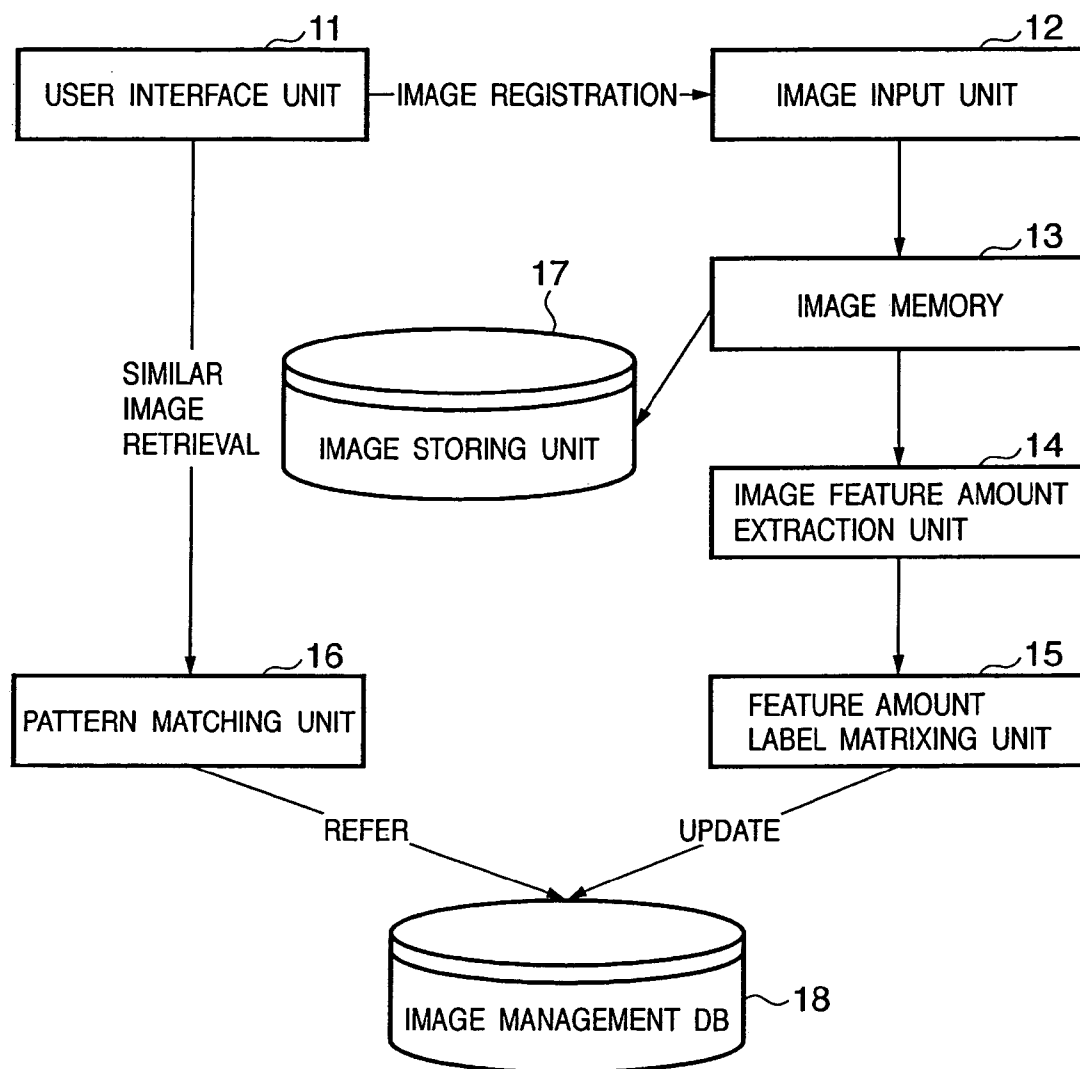 11
USER INTERFACE UNIT
IMAGE REGISTRATION
12
IMAGE INPUT UNIT
13
IMAGE MEMORY
17
IMAGE STORING UNIT
SIMILAR
IMAGE
RETRIEVAL
14
IMAGE FEATURE AMOUNT
EXTRACTION UNIT
16
PATTERN MATCHING UNIT
15
FEATURE AMOUNT
LABEL MATRIXING UNIT
REFER
UPDATE
IMAGE MANAGEMENT DB
18